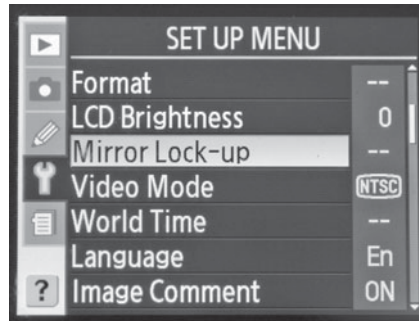 SET UP MENU
Format --
LCD Brightness 0
Mirror Lock-up --
Video Mode NTSC
World Time --
Language En
? Image Comment ON